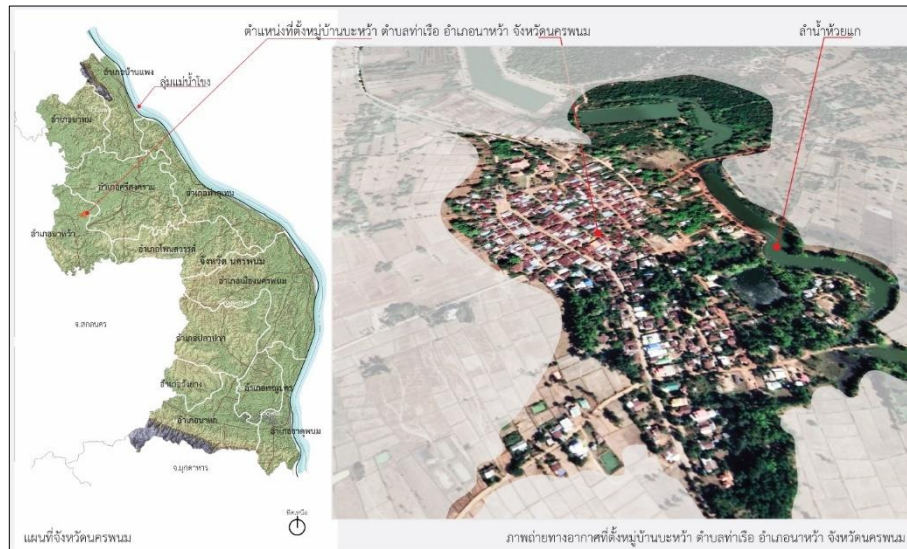 ตำแหน่งที่ตั้งหมู่บ้านบะหว้า ตำบลท่าเรือ อำเภอนาหว้า จังหวัดนครพนม
ลำน้ำห้วยแก
อำเภอบ้านแพง
ลุ่มแม่น้ำโขง
อำเภอนาทม
อำเภอศรีสงคราม
อำเภอท่าอุเทน
อำเภอนาหว้า
อำเภอโพนสวรรค์
จังหวัด นครพนม
อำเภอเมืองนครพนม
จ.สกลนคร
อำเภอปลาปาก
อำเภอวังยาง
อำเภอเรณูนคร
อำเภอนาแก
อำเภอธาตุพนม
จ.มุกดาหาร
ทิศเหนือ
แผนที่จังหวัดนครพนม
ภาพถ่ายทางอากาศที่ตั้งหมู่บ้านบะหว้า ตำบลท่าเรือ อำเภอนาหว้า จังหวัดนครพนม